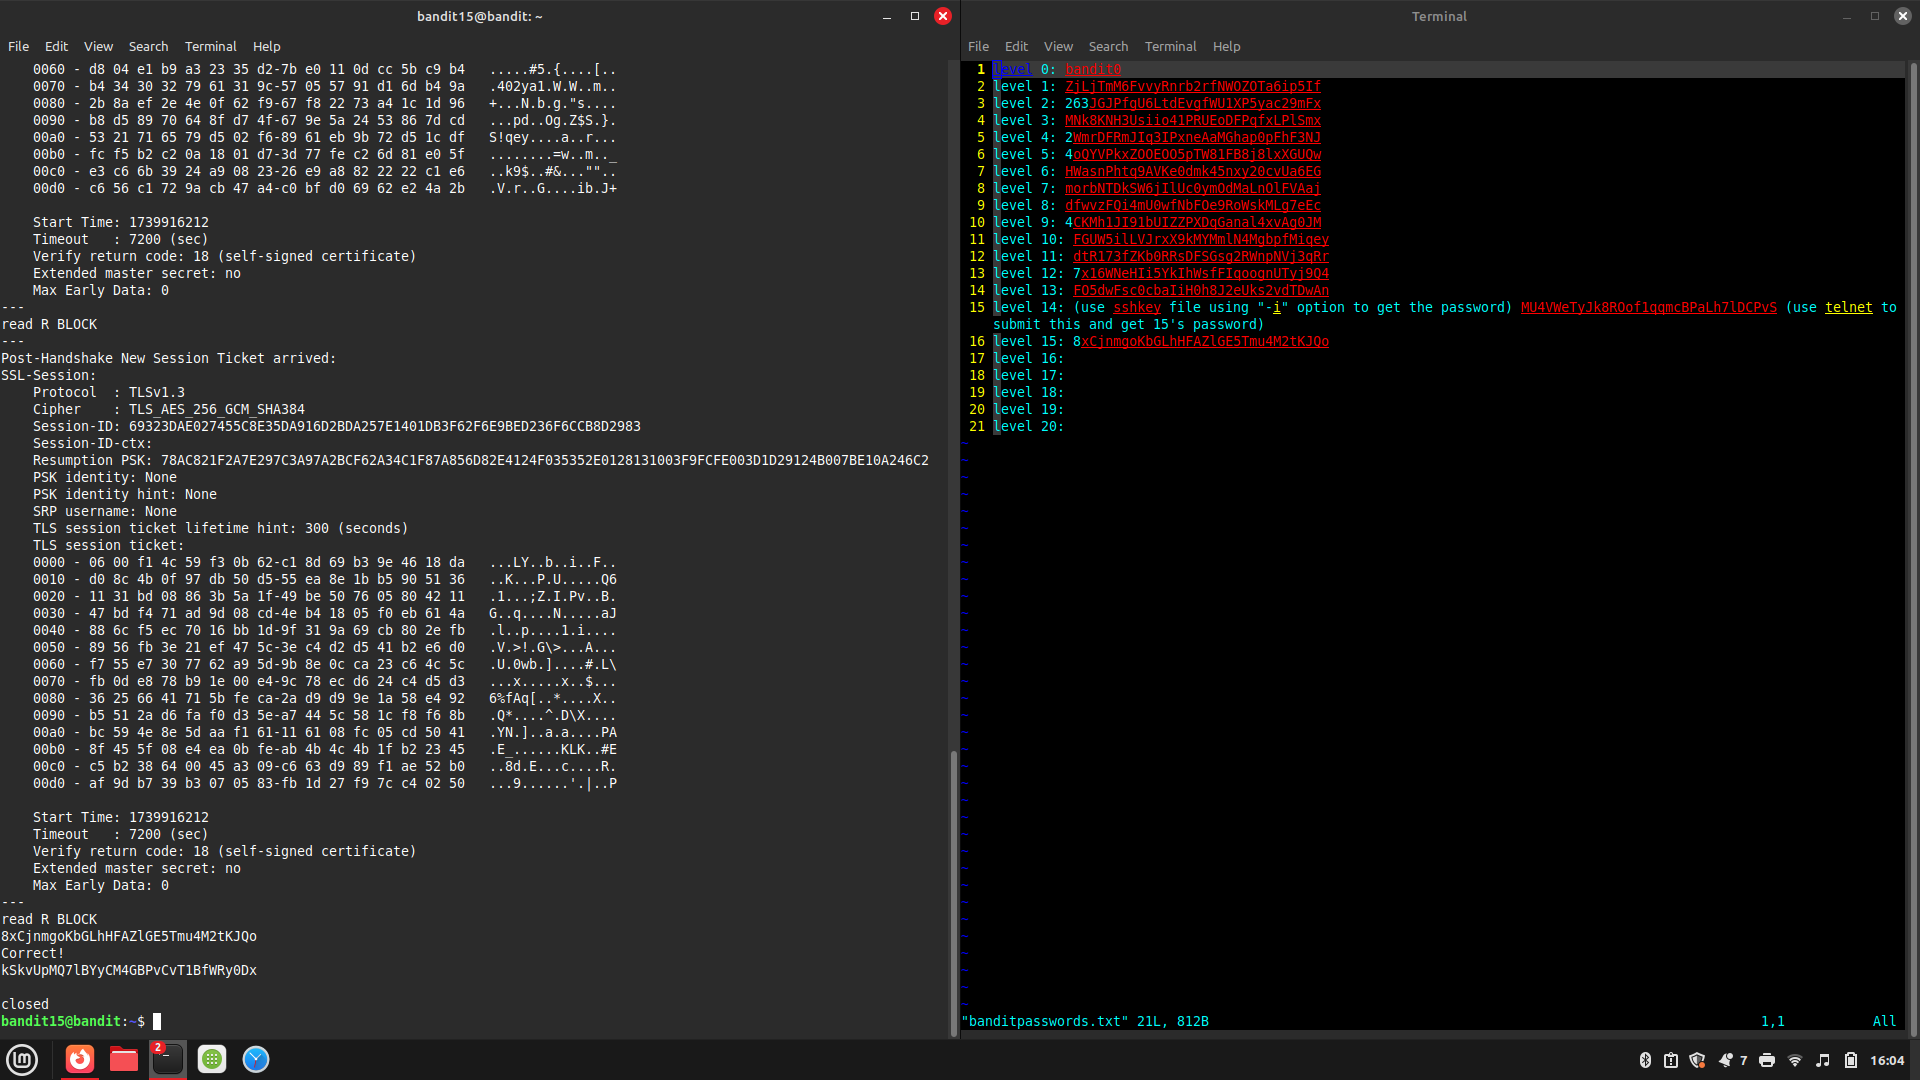 bandit15@bandit: ~
File Edit View Search Terminal Help
0060 - d8 04 e1 b9 a3 23 35 d2-7b e0 11 0d cc 5b c9 b4   .....#5.{....[..
0070 - b4 34 30 32 79 61 31 9c-57 05 57 91 d1 6d b4 9a   .402ya1.W.W..m..
0080 - 2b 8a ef 2e 4e 0f 62 f9-67 f8 22 73 a4 1c 1d 96   +...N.b.g."s....
0090 - b8 d5 89 70 64 8f d7 4f-67 9e 5a 24 53 86 7d cd   ...pd..Og.Z$S.}.
00a0 - 53 21 71 65 79 d5 02 f6-89 61 eb 9b 72 d5 1c df   S!qey....a..r...
00b0 - fc f5 b2 c2 0a 18 01 d7-3d 77 fe c2 6d 81 e0 5f   ........=w..m.._
00c0 - e3 c6 6b 39 24 a9 08 23-26 e9 a8 82 22 22 c1 e6   ..k9$..#&...""..
00d0 - c6 56 c1 72 9a cb 47 a4-c0 bf d0 69 62 e2 4a 2b   .V.r..G....ib.J+
Start Time: 1739916212
Timeout   : 7200 (sec)
Verify return code: 18 (self-signed certificate)
Extended master secret: no
Max Early Data: 0
---
read R BLOCK
---
Post-Handshake New Session Ticket arrived:
SSL-Session:
Protocol  : TLSv1.3
Cipher    : TLS_AES_256_GCM_SHA384
Session-ID: 69323DAE027455C8E35DA916D2BDA257E1401DB3F62F6E9BED236F6CCB8D2983
Session-ID-ctx:
Resumption PSK: 78AC821F2A7E297C3A97A2BCF62A34C1F87A856D82E4124F035352E0128131003F9FCFE003D1D29124B007BE10A246C2
PSK identity: None
PSK identity hint: None
SRP username: None
TLS session ticket lifetime hint: 300 (seconds)
TLS session ticket:
0000 - 06 00 f1 4c 59 f3 0b 62-c1 8d 69 b3 9e 46 18 da   ...LY..b..i..F..
0010 - d0 8c 4b 0f 97 db 50 d5-55 ea 8e 1b b5 90 51 36   ..K...P.U.....Q6
0020 - 11 31 bd 08 86 3b 5a 1f-49 be 50 76 05 80 42 11   .1...;Z.I.Pv..B.
0030 - 47 bd f4 71 ad 9d 08 cd-4e b4 18 05 f0 eb 61 4a   G..q....N.....aJ
0040 - 88 6c f5 ec 70 16 bb 1d-9f 31 9a 69 cb 80 2e fb   .l..p....1.i....
0050 - 89 56 fb 3e 21 ef 47 5c-3e c4 d2 d5 41 b2 e6 d0   .V.>!.G\>...A...
0060 - f7 55 e7 30 77 62 a9 5d-9b 8e 0c ca 23 c6 4c 5c   .U.0wb.]....#.L\
0070 - fb 0d e8 78 b9 1e 00 e4-9c 78 ec d6 24 c4 d5 d3   ...x.....x..$...
0080 - 36 25 66 41 71 5b fe ca-2a d9 d9 9e 1a 58 e4 92   6%fAq[..*....X..
0090 - b5 51 2a d6 fa f0 d3 5e-a7 44 5c 58 1c f8 f6 8b   .Q*....^.D\X....
00a0 - bc 59 4e 8e 5d aa f1 61-11 61 08 fc 05 cd 50 41   .YN.]..a.a....PA
00b0 - 8f 45 5f 08 e4 ea 0b fe-ab 4b 4c 4b 1f b2 23 45   .E_......KLK..#E
00c0 - c5 b2 38 64 00 45 a3 09-c6 63 d9 89 f1 ae 52 b0   ..8d.E...c....R.
00d0 - af 9d b7 39 b3 07 05 83-fb 1d 27 f9 7c c4 02 50   ...9......'.|..P
Start Time: 1739916212
Timeout   : 7200 (sec)
Verify return code: 18 (self-signed certificate)
Extended master secret: no
Max Early Data: 0
---
read R BLOCK
8xCjnmgoKbGLhHFAZlGE5Tmu4M2tKJQo
Correct!
kSkvUpMQ7lBYyCM4GBPvCvT1BfWRy0Dx
closed
bandit15@bandit:~$
Terminal
File Edit View Search Terminal Help
1 level 0: bandit0
2 level 1: ZjLjTmM6FvvyRnrb2rfNWOZOTa6ip5If
3 level 2: 263JGJPfgU6LtdEvgfWU1XP5yac29mFx
4 level 3: MNk8KNH3Usiio41PRUEoDFPqfxLPlSmx
5 level 4: 2WmrDFRmJIq3IPxneAaMGhap0pFhF3NJ
6 level 5: 4oQYVPkxZOOEOO5pTW81FB8j8lxXGUQw
7 level 6: HWasnPhtq9AVKe0dmk45nxy20cvUa6EG
8 level 7: morbNTDkSW6jIlUc0ymOdMaLnOlFVAaj
9 level 8: dfwvzFQi4mU0wfNbFOe9RoWskMLg7eEc
10 level 9: 4CKMh1JI91bUIZZPXDqGanal4xvAg0JM
11 level 10: FGUW5ilLVJrxX9kMYMmlN4MgbpfMiqey
12 level 11: dtR173fZKb0RRsDFSGsg2RWnpNVj3qRr
13 level 12: 7x16WNeHIi5YkIhWsfFIqoognUTyj9Q4
14 level 13: FO5dwFsc0cbaIiH0h8J2eUks2vdTDwAn
15 level 14: (use sshkey file using "-i" option to get the password) MU4VWeTyJk8ROof1qqmcBPaLh7lDCPvS (use telnet to
submit this and get 15's password)
16 level 15: 8xCjnmgoKbGLhHFAZlGE5Tmu4M2tKJQo
17 level 16:
18 level 17:
19 level 18:
20 level 19:
21 level 20:
"banditpasswords.txt" 21L, 812B 1,1 All
2
7
16:04